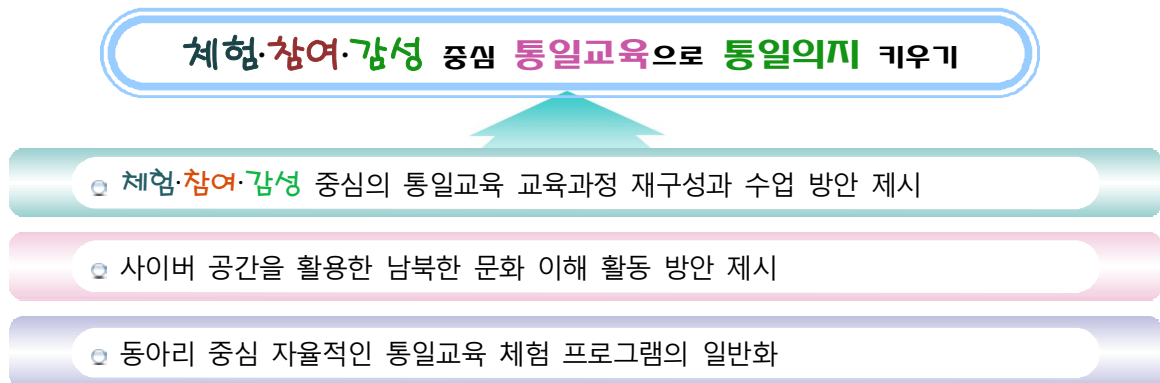 체험·참여·감성 중심 통일교육으로 통일의지 키우기
체험·참여·감성 중심의 통일교육 교육과정 재구성과 수업 방안 제시
사이버 공간을 활용한 남북한 문화 이해 활동 방안 제시
동아리 중심 자율적인 통일교육 체험 프로그램의 일반화